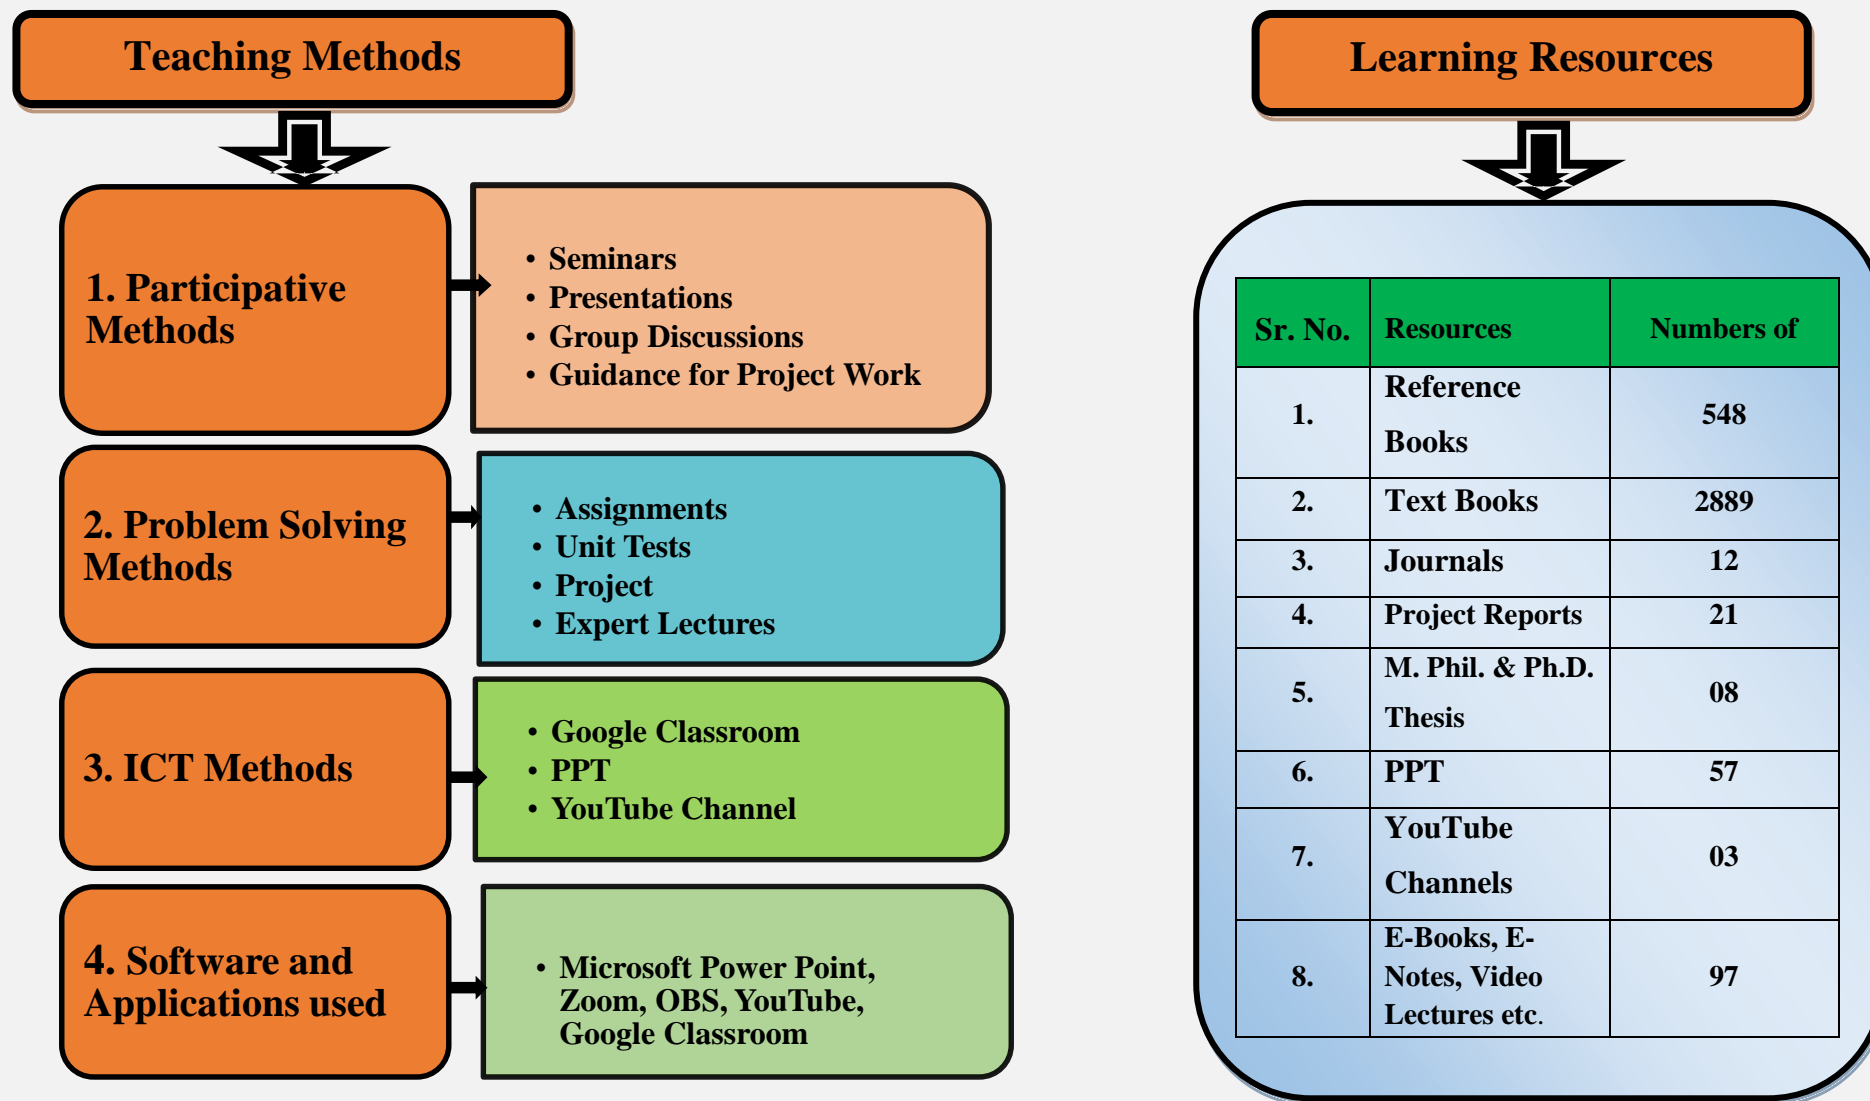 Teaching Methods
1. Participative
Methods
• Seminars
• Presentations
• Group Discussions
• Guidance for Project Work
2. Problem Solving
Methods
• Assignments
• Unit Tests
• Project
• Expert Lectures
3. ICT Methods
• Google Classroom
• PPT
• YouTube Channel
4. Software and
Applications used
• Microsoft Power Point,
Zoom, OBS, YouTube,
Google Classroom
Learning Resources
Sr. No. Resources Numbers of
1. Reference
Books 548
2. Text Books 2889
3. Journals 12
4. Project Reports 21
5. M. Phil. & Ph.D.
Thesis 08
6. PPT 57
7. YouTube
Channels 03
8. E-Books, E-
Notes, Video
Lectures etc. 97